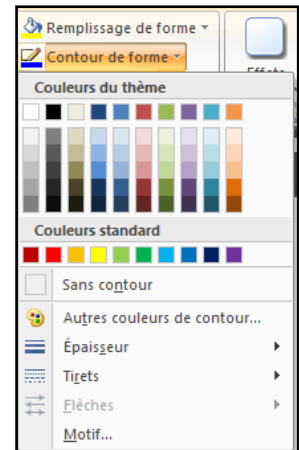 Remplissage de forme
Contour de forme
Effets
Couleurs du thème
Couleurs standard
Sans contour
Autres couleurs de contour...
Épaisseur
Tirets
Flèches
Motif...